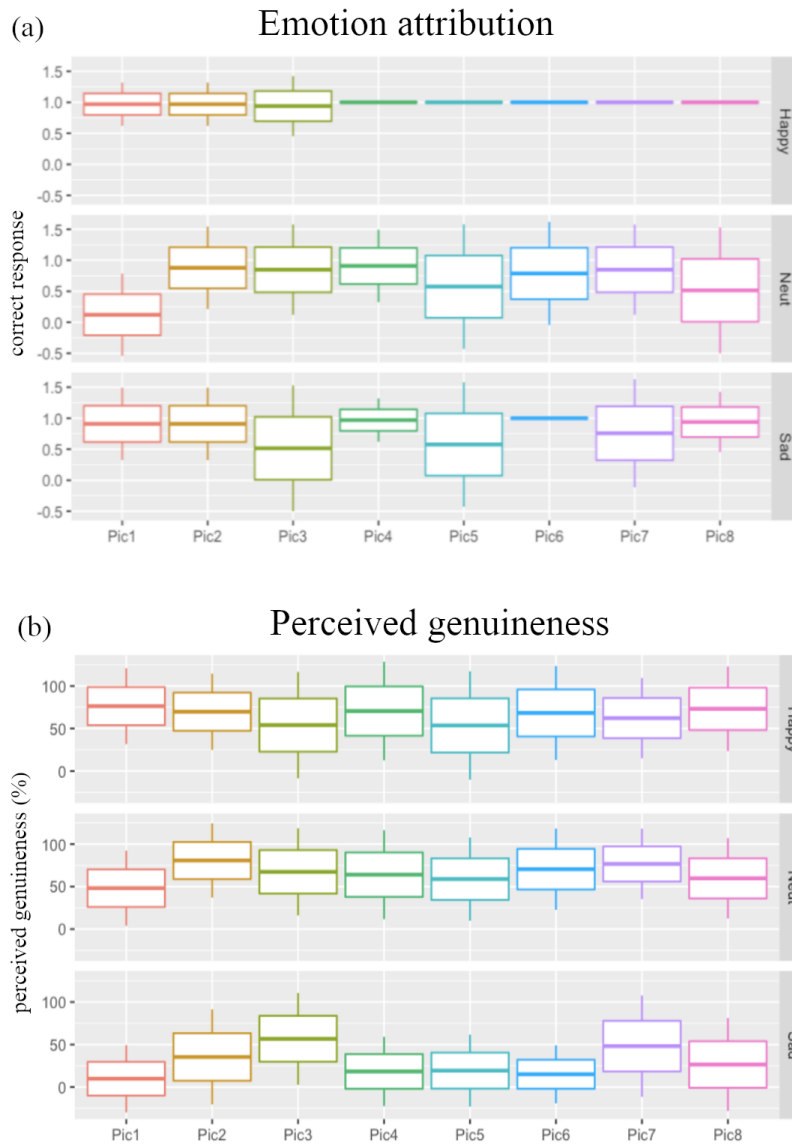 (a) Emotion attribution
correct response
1.5
1.0
0.5
0.0
-0.5
Happy
1.5
1.0
0.5
0.0
-0.5
Neut
1.5
1.0
0.5
0.0
-0.5
Sad
Pic1 Pic2 Pic3 Pic4 Pic5 Pic6 Pic7 Pic8
(b) Perceived genuineness
perceived genuineness (%)
100
50
0
Happy
100
50
0
Neut
100
50
0
Sad
Pic1 Pic2 Pic3 Pic4 Pic5 Pic6 Pic7 Pic8